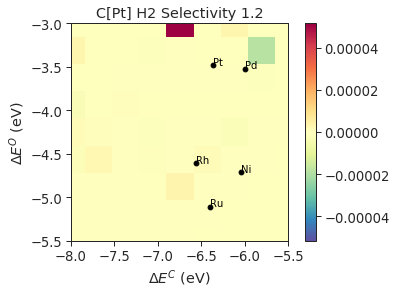 C[Pt] H2 Selectivity 1.2
−3.0
−3.5
−4.0
−4.5
−5.0
−5.5
ΔE^O (eV)
Pt
Pd
Rh
Ni
Ru
−8.0 −7.5 −7.0 −6.5 −6.0 −5.5
ΔE^C (eV)
0.00004
0.00002
0.00000
−0.00002
−0.00004